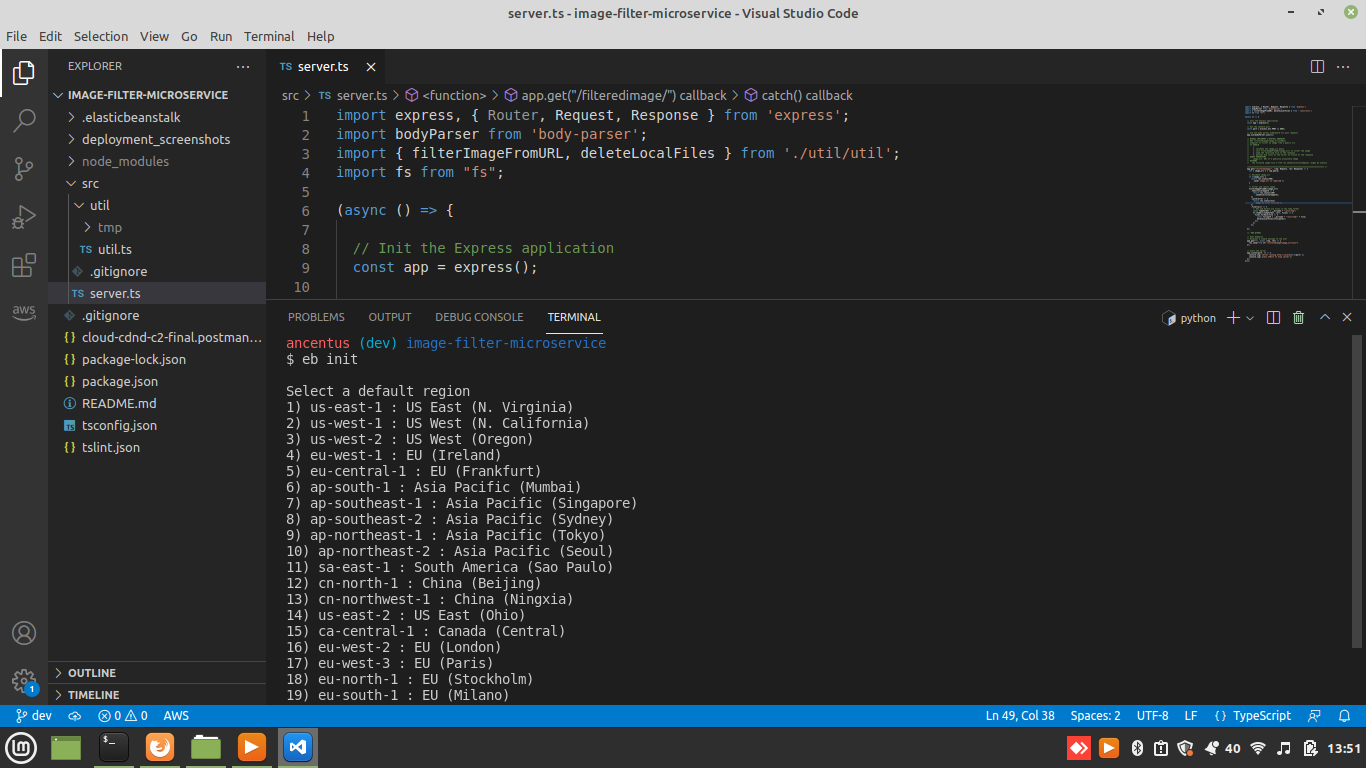 server.ts - image-filter-microservice - Visual Studio Code
File Edit Selection View Go Run Terminal Help
EXPLORER
IMAGE-FILTER-MICROSERVICE
.elasticbeanstalk
deployment_screenshots
node_modules
src
util
tmp
TS util.ts
.gitignore
TS server.ts
.gitignore
{} cloud-cdnd-c2-final.postman...
{} package-lock.json
{} package.json
README.md
tsconfig.json
{} tslint.json
OUTLINE
TIMELINE
aws
1
TS server.ts
src > TS server.ts > <function> > app.get("/filteredimage/") callback > catch() callback
1 import express, { Router, Request, Response } from 'express';
2 import bodyParser from 'body-parser';
3 import { filterImageFromURL, deleteLocalFiles } from './util/util';
4 import fs from "fs";
5
6 (async () => {
7
8 // Init the Express application
9 const app = express();
10
PROBLEMS OUTPUT DEBUG CONSOLE TERMINAL
python
ancentus (dev) image-filter-microservice
$ eb init
Select a default region
1) us-east-1 : US East (N. Virginia)
2) us-west-1 : US West (N. California)
3) us-west-2 : US West (Oregon)
4) eu-west-1 : EU (Ireland)
5) eu-central-1 : EU (Frankfurt)
6) ap-south-1 : Asia Pacific (Mumbai)
7) ap-southeast-1 : Asia Pacific (Singapore)
8) ap-southeast-2 : Asia Pacific (Sydney)
9) ap-northeast-1 : Asia Pacific (Tokyo)
10) ap-northeast-2 : Asia Pacific (Seoul)
11) sa-east-1 : South America (Sao Paulo)
12) cn-north-1 : China (Beijing)
13) cn-northwest-1 : China (Ningxia)
14) us-east-2 : US East (Ohio)
15) ca-central-1 : Canada (Central)
16) eu-west-2 : EU (London)
17) eu-west-3 : EU (Paris)
18) eu-north-1 : EU (Stockholm)
19) eu-south-1 : EU (Milano)
dev 0 0 AWS
Ln 49, Col 38 Spaces: 2 UTF-8 LF {} TypeScript
40 13:51